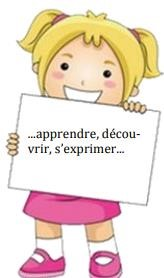 ...apprendre, décou-
vrir, s'exprimer...